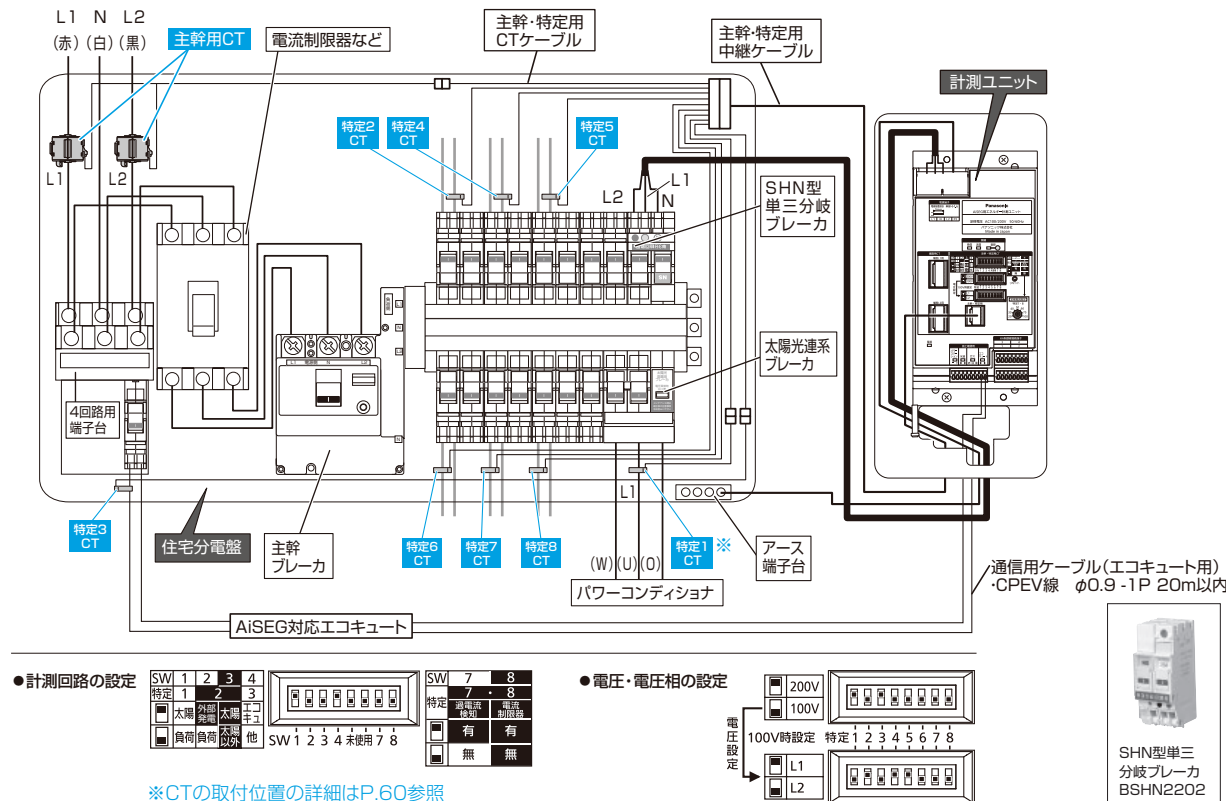 L1 N L2
(赤)(白)(黒)
主幹用CT
電流制限器など
主幹・特定用
CTケーブル
主幹・特定用
中継ケーブル
計測ユニット
特定2
CT
特定4
CT
特定5
CT
L1
L2
L2
L1
N
SHN型
単三分岐
ブレーカ
Panasonic
太陽光連系
ブレーカ
4回路用
端子台
L1
特定3
CT
住宅分電盤
主幹
ブレーカ
特定6
CT
特定7
CT
特定8
CT
特定1
CT
※
アース
端子台
(W)(U)(O)
パワーコンディショナ
通信用ケーブル(エコキュート用)
・CPEV線 φ0.9 -1P 20m以内
AiSEG対応エコキュート
●計測回路の設定
SW 1 2 3 4
特定 1 2 3
太陽 外部発電 太陽 エコキュ
負荷 負荷 太陽以外 他
SW 1 2 3 4 未使用 7 8
SW 7 8
特定 7・8
過電流検知 電流制限器
有 有
無 無
●電圧・電圧相の設定
200V
100V
電圧設定
100V時設定 特定 1 2 3 4 5 6 7 8
L1
L2
SHN型単三
分岐ブレーカ
BSHN2202
※CTの取付位置の詳細はP.60参照